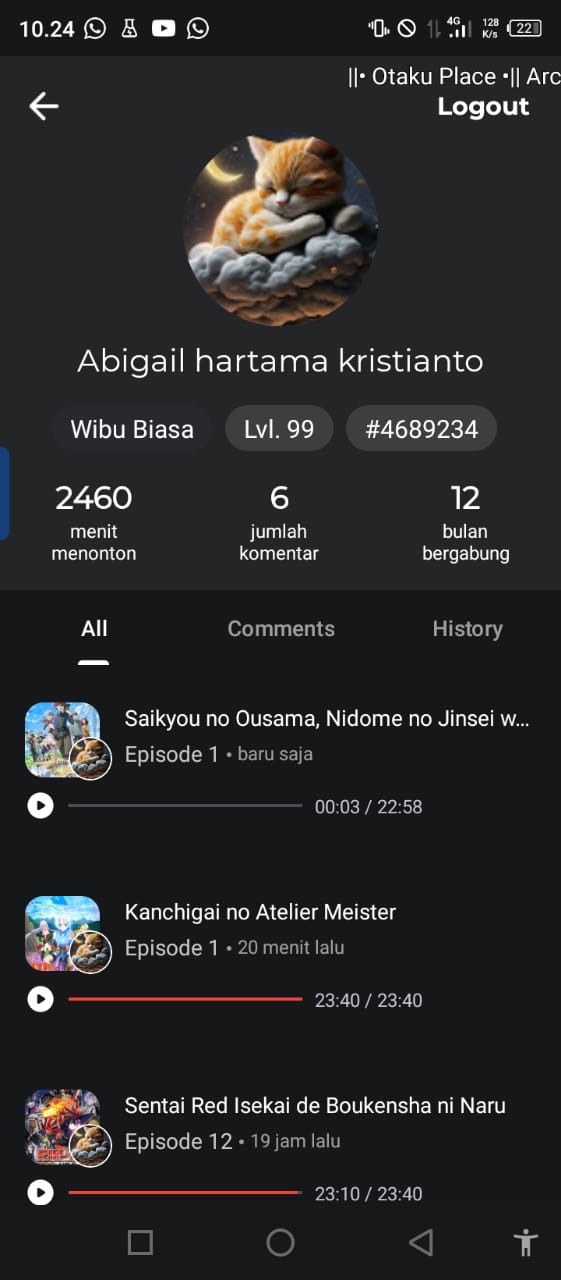 10.24
4G
128
K/s
22
||• Otaku Place •|| Arc
Logout
Abigail hartama kristianto
Wibu Biasa
Lvl. 99
#4689234
2460
menit
menonton
6
jumlah
komentar
12
bulan
bergabung
All
Comments
History
Saikyou no Ousama, Nidome no Jinsei w...
Episode 1 • baru saja
00:03 / 22:58
Kanchigai no Atelier Meister
Episode 1 • 20 menit lalu
23:40 / 23:40
Sentai Red Isekai de Boukensha ni Naru
Episode 12 • 19 jam lalu
23:10 / 23:40